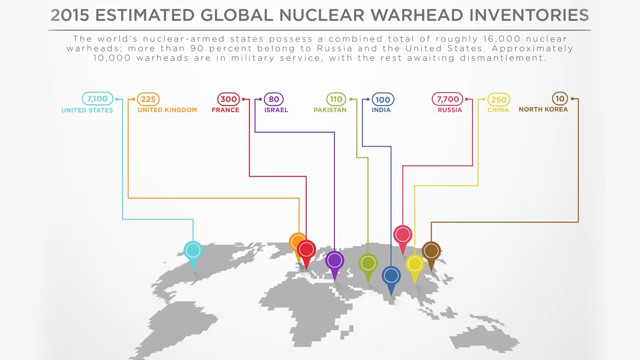 2015 ESTIMATED GLOBAL NUCLEAR WARHEAD INVENTORIES
The world's nuclear-armed states possess a combined total of roughly 16,000 nuclear
warheads; more than 90 percent belong to Russia and the United States. Approximately
10,000 warheads are in military service, with the rest awaiting dismantlement.
7,100 225 300 80 110 100 7,700 250 10
UNITED STATES UNITED KINGDOM FRANCE ISRAEL PAKISTAN INDIA RUSSIA CHINA NORTH KOREA